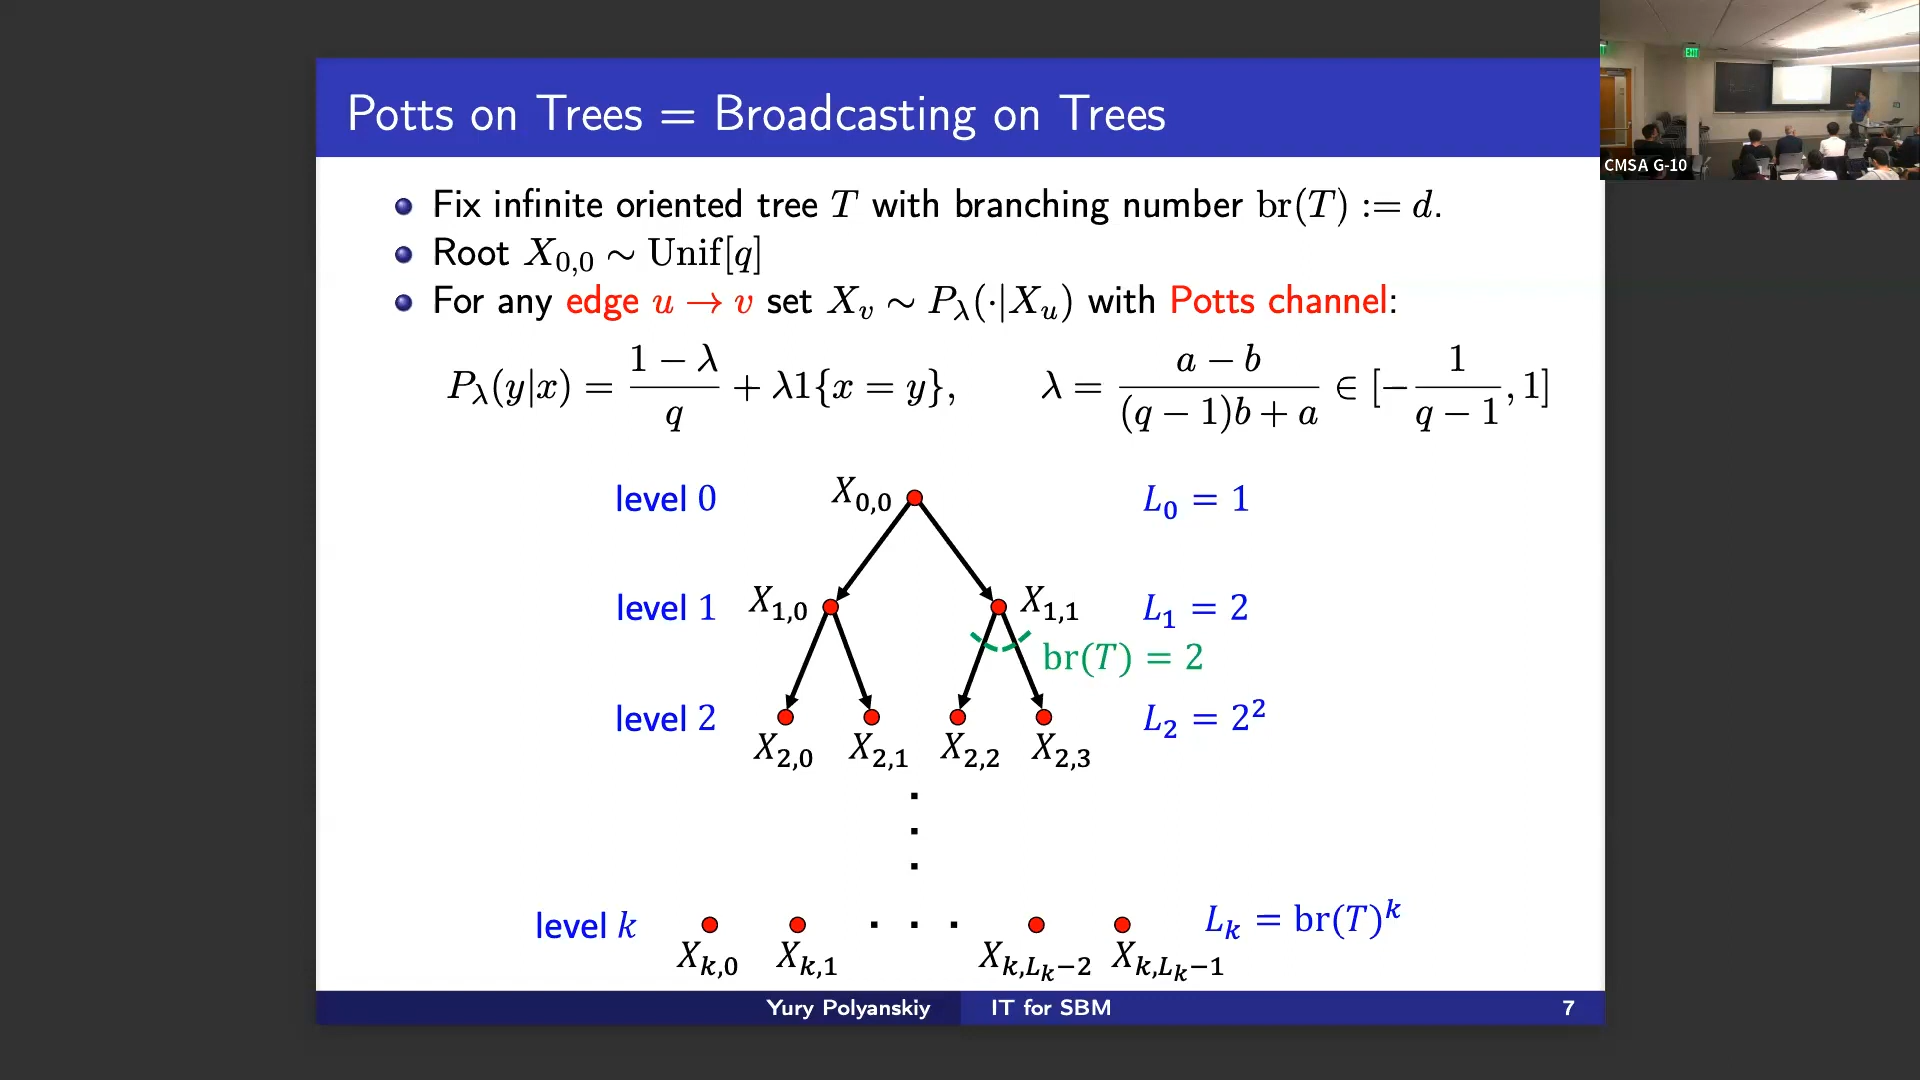 Potts on Trees = Broadcasting on Trees
EXIT
CMSA G-10
Fix infinite oriented tree T with branching number br(T) := d.
Root X_{0,0} ∼ Unif[q]
For any edge u → v set X_v ∼ P_λ(·|X_u) with Potts channel:
P_λ(y|x) = \frac{1 − λ}{q} + λ1{x = y}, λ = \frac{a − b}{(q − 1)b + a} ∈ [−\frac{1}{q − 1}, 1]
level 0 X_{0,0} L_0 = 1
level 1 X_{1,0} X_{1,1} L_1 = 2
br(T) = 2
level 2 L_2 = 2^2
X_{2,0} X_{2,1} X_{2,2} X_{2,3}
level k · · · L_k = br(T)^k
X_{k,0} X_{k,1} X_{k,L_k−2} X_{k,L_k−1}
Yury Polyanskiy IT for SBM 7